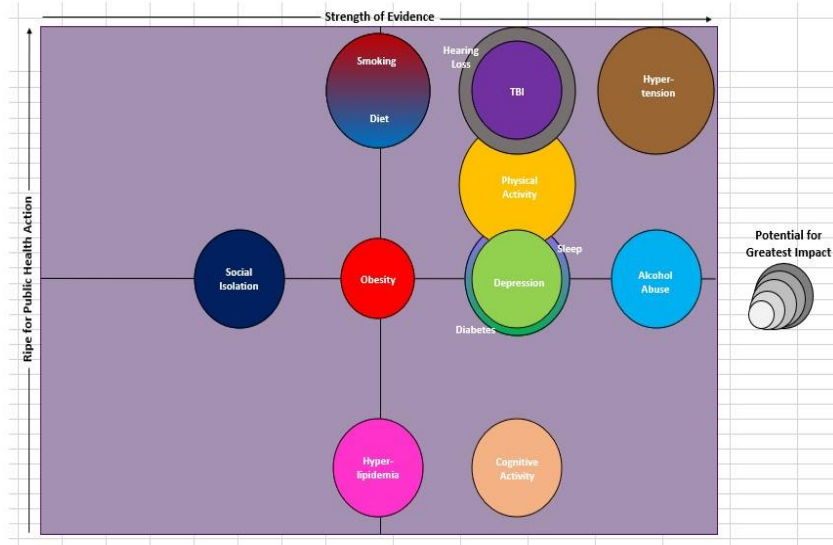 Strength of Evidence
Ripe for Public Health Action
Smoking
Diet
Hearing
Loss
TBI
Hyper-
tension
Physical
Activity
Social
Isolation
Obesity
Sleep
Depression
Diabetes
Alcohol
Abuse
Potential for
Greatest Impact
Hyper-
lipidemia
Cognitive
Activity